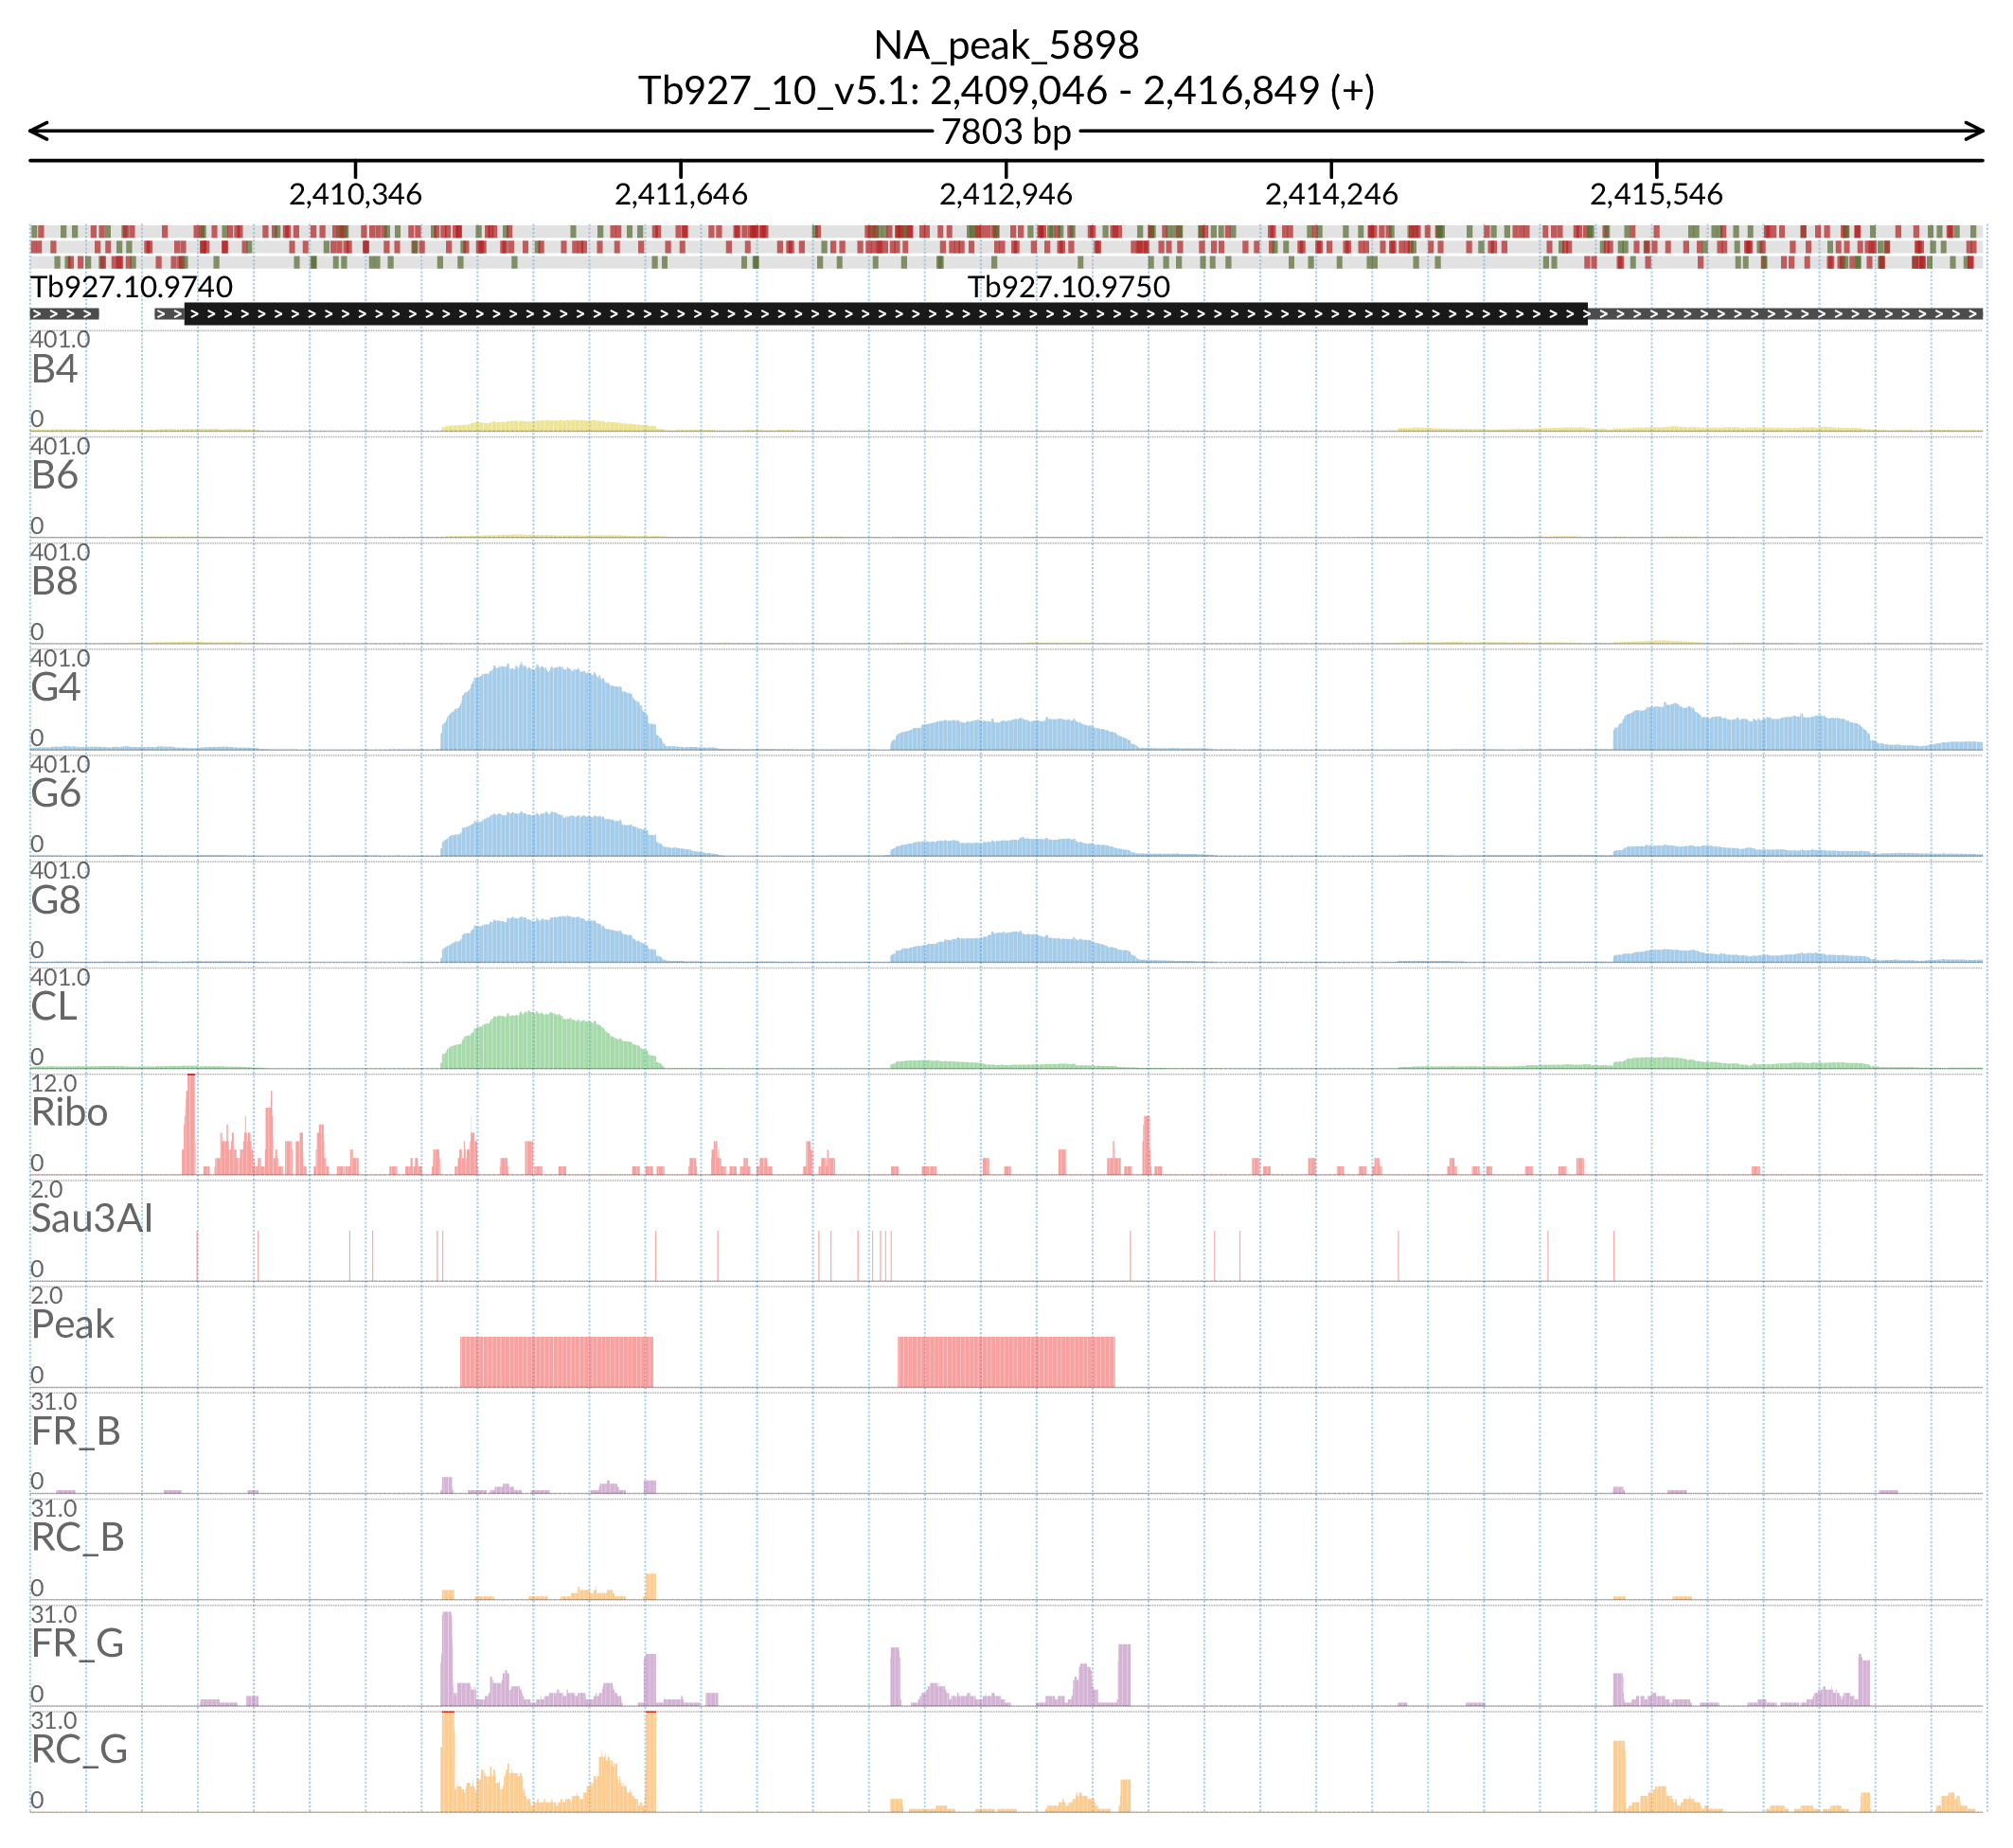 NA_peak_5898
Tb927_10_v5.1: 2,409,046 - 2,416,849 (+)
7803 bp
2,410,346 2,411,646 2,412,946 2,414,246 2,415,546
Tb927.10.9740 Tb927.10.9750
401.0
B4
0
401.0
B6
0
401.0
B8
0
401.0
G4
0
401.0
G6
0
401.0
G8
0
401.0
CL
0
12.0
Ribo
0
2.0
Sau3AI
0
2.0
Peak
0
31.0
FR_B
0
31.0
RC_B
0
31.0
FR_G
0
31.0
RC_G
0